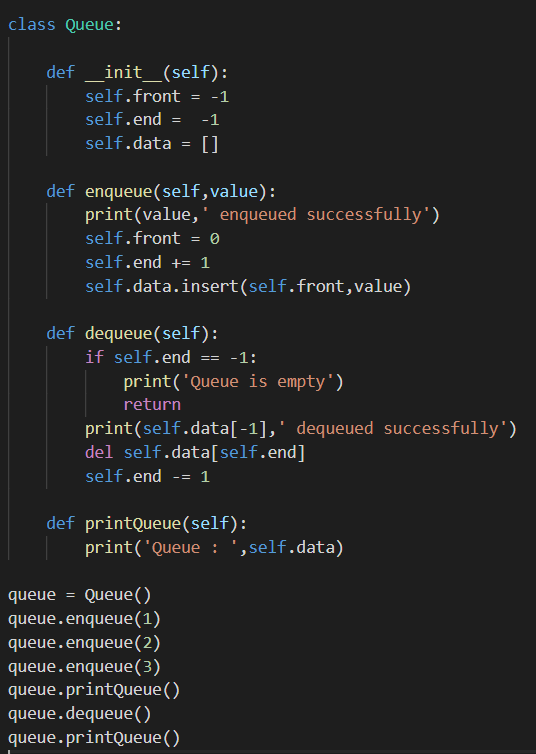 class Queue:
    def __init__(self):
        self.front = -1
        self.end =  -1
        self.data = []
    def enqueue(self,value):
        print(value,' enqueued successfully')
        self.front = 0
        self.end += 1
        self.data.insert(self.front,value)
    def dequeue(self):
        if self.end == -1:
            print('Queue is empty')
            return
        print(self.data[-1],' dequeued successfully')
        del self.data[self.end]
        self.end -= 1
    def printQueue(self):
        print('Queue : ',self.data)
queue = Queue()
queue.enqueue(1)
queue.enqueue(2)
queue.enqueue(3)
queue.printQueue()
queue.dequeue()
queue.printQueue()